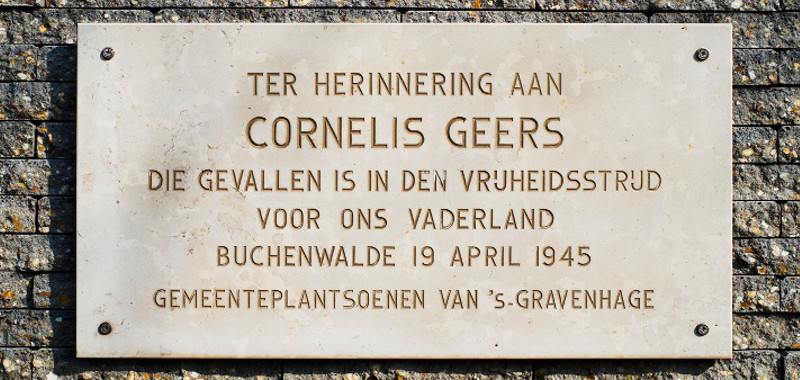 TER HERINNERING AAN
CORNELIS GEERS
DIE GEVALLEN IS IN DEN VRIJHEIDSSTRIJD
VOOR ONS VADERLAND
BUCHENWALDE 19 APRIL 1945
GEMEENTEPLANTSOENEN VAN 's-GRAVENHAGE